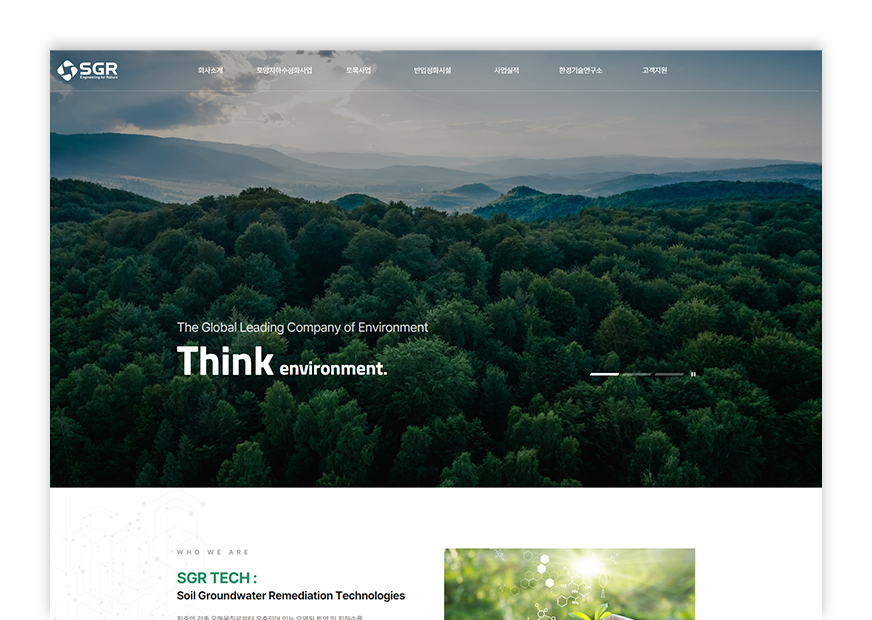 SGR
Engineering for Nature
회사소개 토양지하수정화사업 토목사업 반입정화시설 사업실적 환경기술연구소 고객지원
The Global Leading Company of Environment
Think environment.
WHO WE ARE
SGR TECH :
Soil Groundwater Remediation Technologies